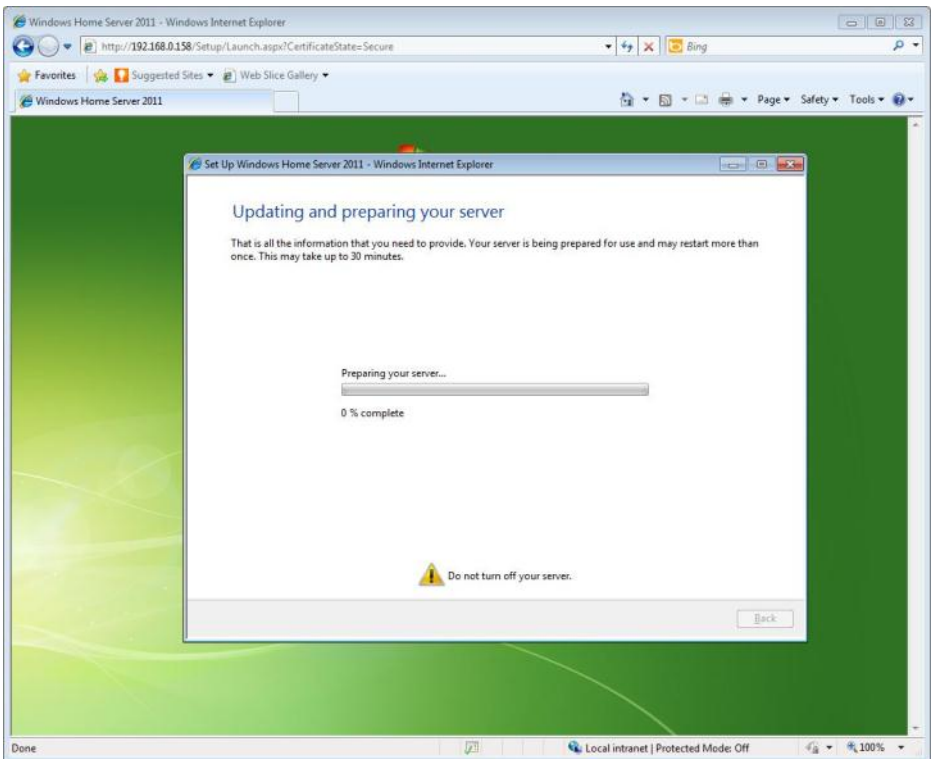 Windows Home Server 2011 - Windows Internet Explorer
http://192.168.0.158/Setup/Launch.aspx?CertificateState=Secure
Bing
Favorites
Suggested Sites
Web Slice Gallery
Windows Home Server 2011
Page
Safety
Tools
Set Up Windows Home Server 2011 - Windows Internet Explorer
Updating and preparing your server
That is all the information that you need to provide. Your server is being prepared for use and may restart more than
once. This may take up to 30 minutes.
Preparing your server...
0 % complete
Do not turn off your server.
Back
Done
Local intranet | Protected Mode: Off
100%